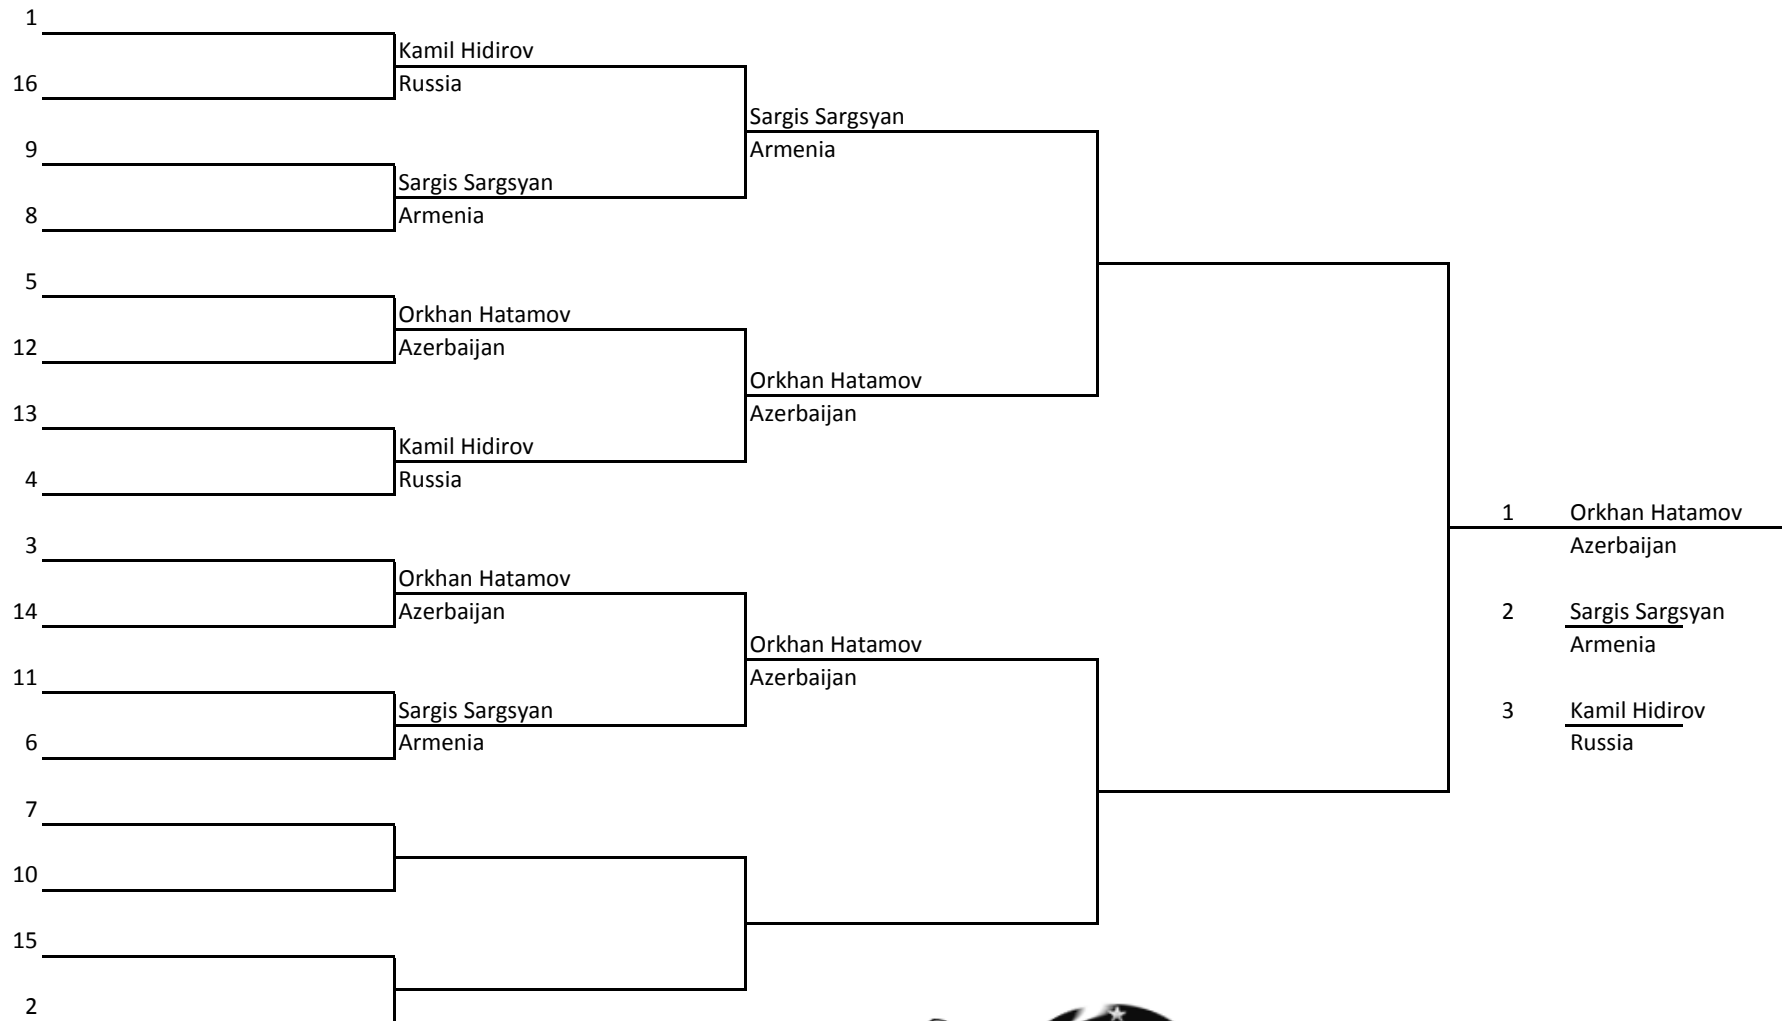 1
Kamil Hidirov
16
Russia
Sargis Sargsyan
9
Armenia
Sargis Sargsyan
8
Armenia
5
Orkhan Hatamov
12
Azerbaijan
Orkhan Hatamov
13
Azerbaijan
Kamil Hidirov
4
Russia
1
Orkhan Hatamov
3
Azerbaijan
Orkhan Hatamov
14
Azerbaijan
2
Sargis Sargsyan
Orkhan Hatamov
Armenia
11
Azerbaijan
Sargis Sargsyan
3
Kamil Hidirov
6
Armenia
Russia
7
10
15
2